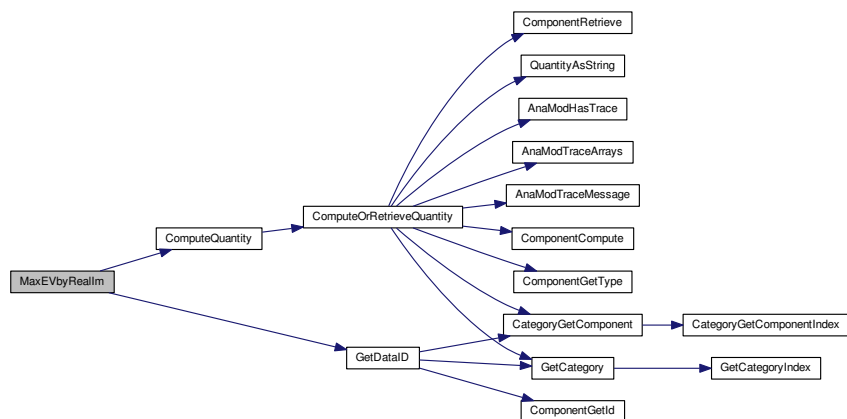 ComponentRetrieve
QuantityAsString
AnaModHasTrace
AnaModTraceArrays
AnaModTraceMessage
ComputeOrRetrieveQuantity
ComputeQuantity
ComponentCompute
MaxEVbyRealIm
ComponentGetType
CategoryGetComponent
CategoryGetComponentIndex
GetDataID
GetCategory
GetCategoryIndex
ComponentGetId